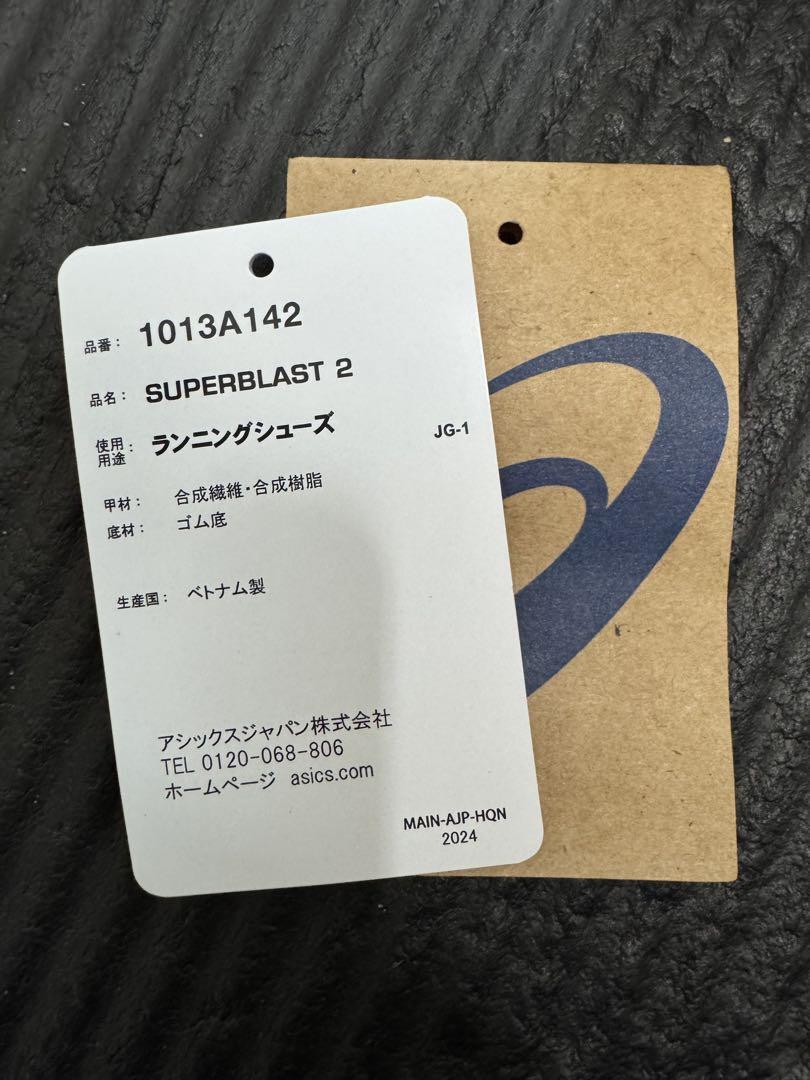 品番: 1013A142
品名: SUPERBLAST 2
使用用途: ランニングシューズ
JG-1
甲材: 合成繊維・合成樹脂
底材: ゴム底
生産国: ベトナム製
アシックスジャパン株式会社
TEL 0120-068-806
ホームページ asics.com
MAIN-AJP-HQN
2024